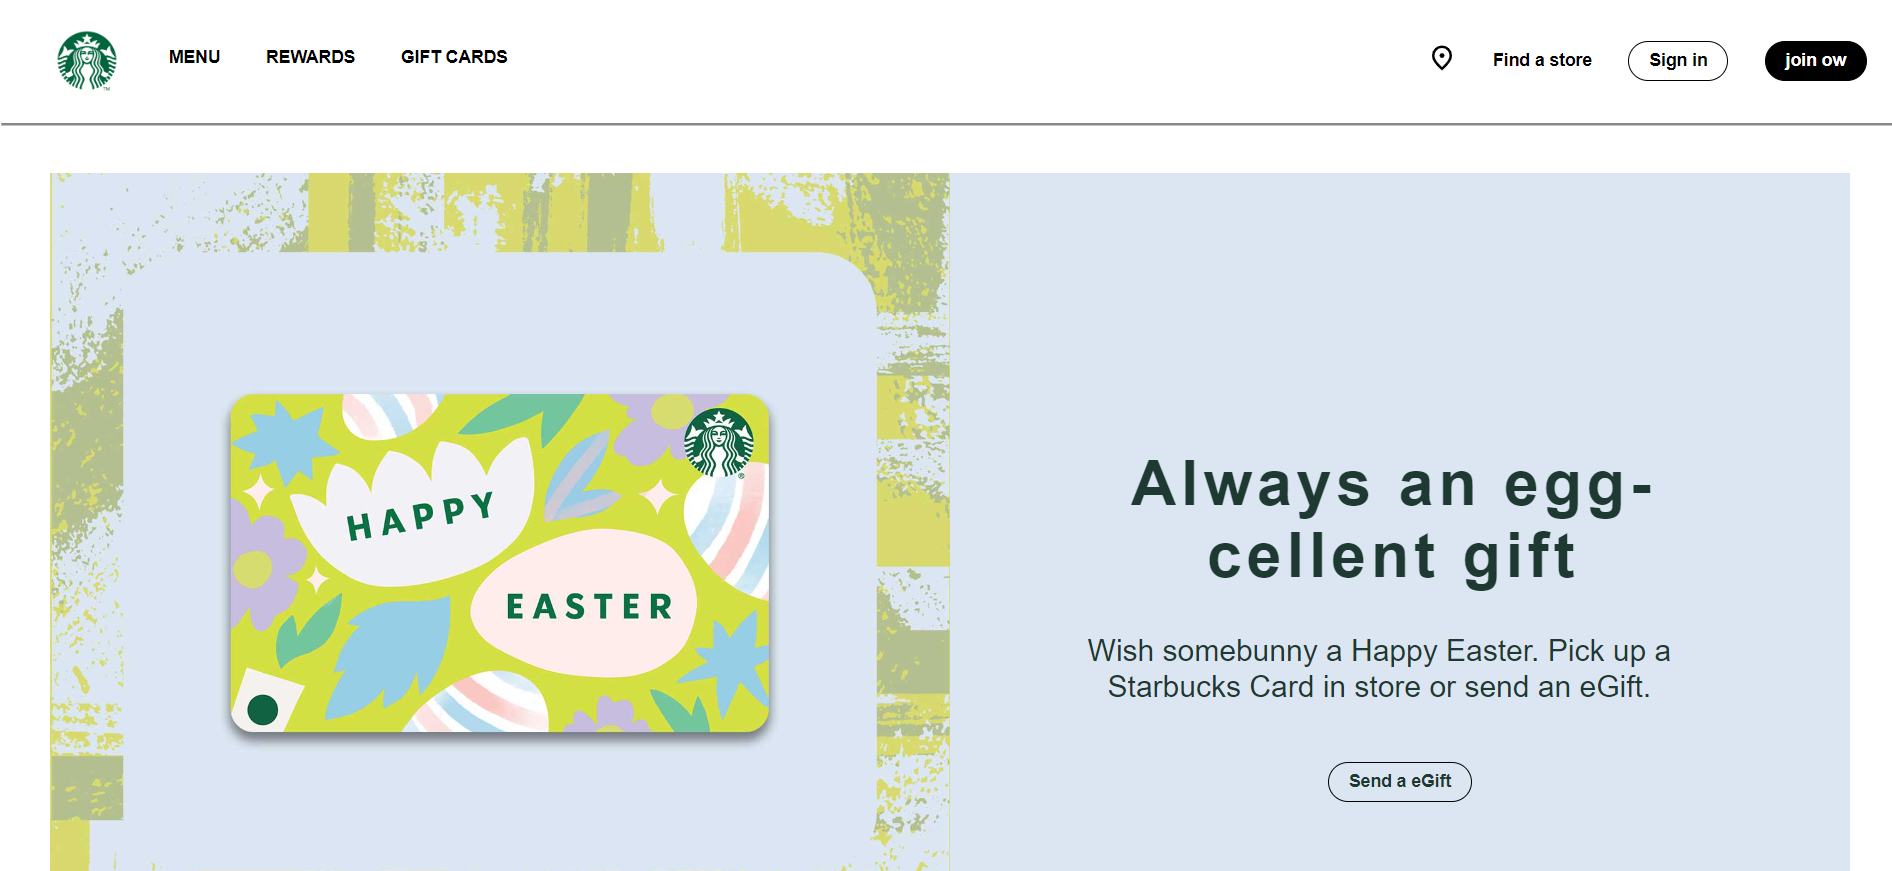 MENU
REWARDS
GIFT CARDS
Find a store
Sign in
join ow
HAPPY
EASTER
Always an egg-
cellent gift
Wish somebunny a Happy Easter. Pick up a
Starbucks Card in store or send an eGift.
Send a eGift